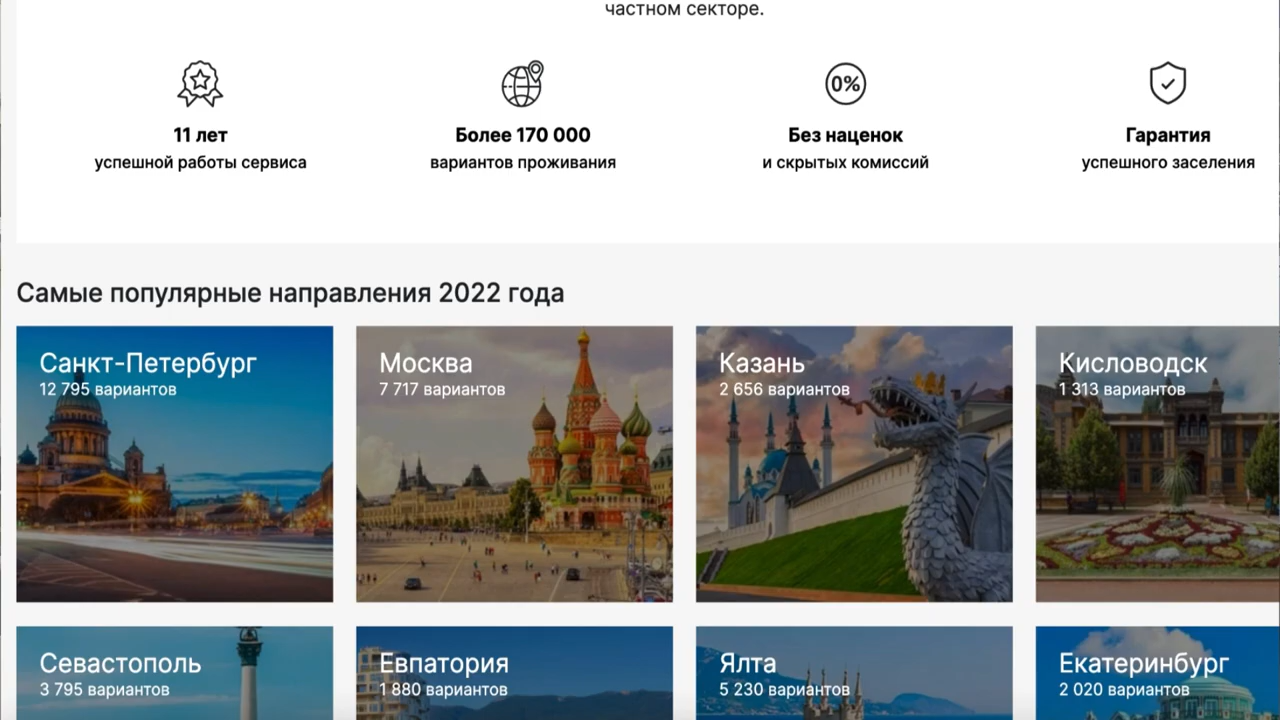 частном секторе.
11 лет
успешной работы сервиса
Более 170 000
вариантов проживания
0%
Без наценок
и скрытых комиссий
Гарантия
успешного заселения
Самые популярные направления 2022 года
Санкт-Петербург
12 795 вариантов
Москва
7 717 вариантов
Казань
2 656 вариантов
Кисловодск
1 313 вариантов
Севастополь
3 795 вариантов
Евпатория
1 880 вариантов
Ялта
5 230 вариантов
Екатеринбург
2 020 вариантов